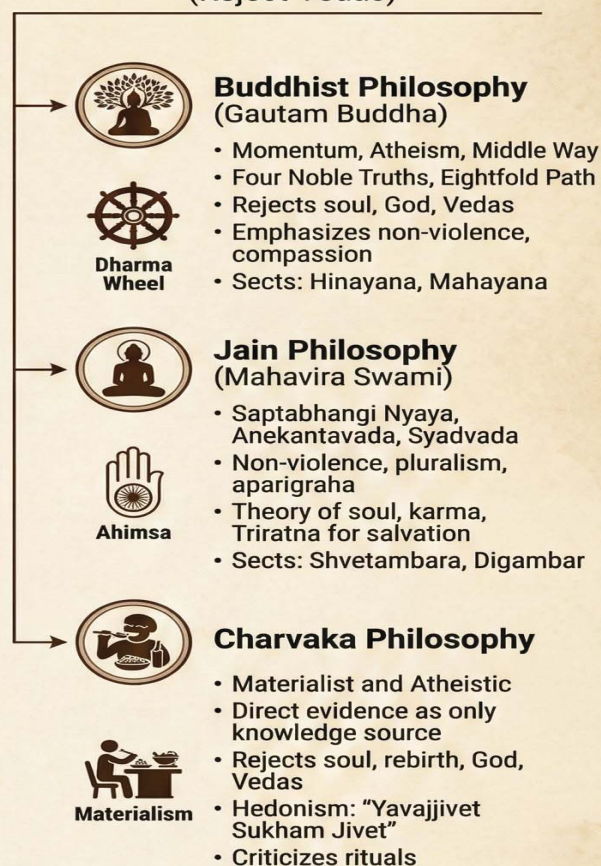 Buddhist Philosophy
(Gautam Buddha)
• Momentum, Atheism, Middle Way
• Four Noble Truths, Eightfold Path
• Rejects soul, God, Vedas
• Emphasizes non-violence,
compassion
• Sects: Hinayana, Mahayana
Dharma
Wheel
Jain Philosophy
(Mahavira Swami)
• Saptabhangi Nyaya,
Anekantavada, Syadvada
• Non-violence, pluralism,
aparigraha
• Theory of soul, karma,
Triratna for salvation
• Sects: Shvetambara, Digambar
Ahimsa
Charvaka Philosophy
• Materialist and Atheistic
• Direct evidence as only
knowledge source
• Rejects soul, rebirth, God,
Vedas
• Hedonism: “Yavajjivet
Sukham Jivet”
• Criticizes rituals
Materialism